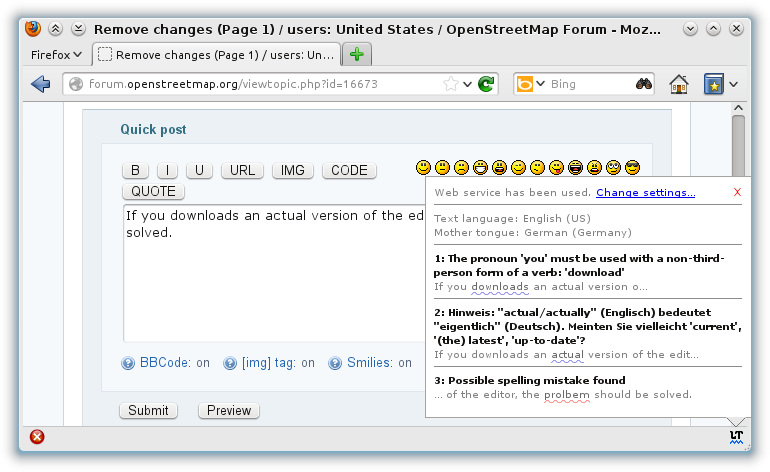 Remove changes (Page 1) / users: United States / OpenStreetMap Forum - Moz...
Firefox
Remove changes (Page 1) / users: Un...
forum.openstreetmap.org/viewtopic.php?id=16673
Bing
Quick post
B I U URL IMG CODE
QUOTE
If you downloads an actual version of the ed
solved.
BBCode: on [img] tag: on Smilies: on
Submit Preview
Web service has been used. Change settings... X
Text language: English (US)
Mother tongue: German (Germany)
1: The pronoun 'you' must be used with a non-third-
person form of a verb: 'download'
If you downloads an actual version o...
2: Hinweis: "actual/actually" (Englisch) bedeutet
"eigentlich" (Deutsch). Meinten Sie vielleicht 'current',
'(the) latest', 'up-to-date'?
If you downloads an actual version of the edit...
3: Possible spelling mistake found
... of the editor, the prolbem should be solved.
LT